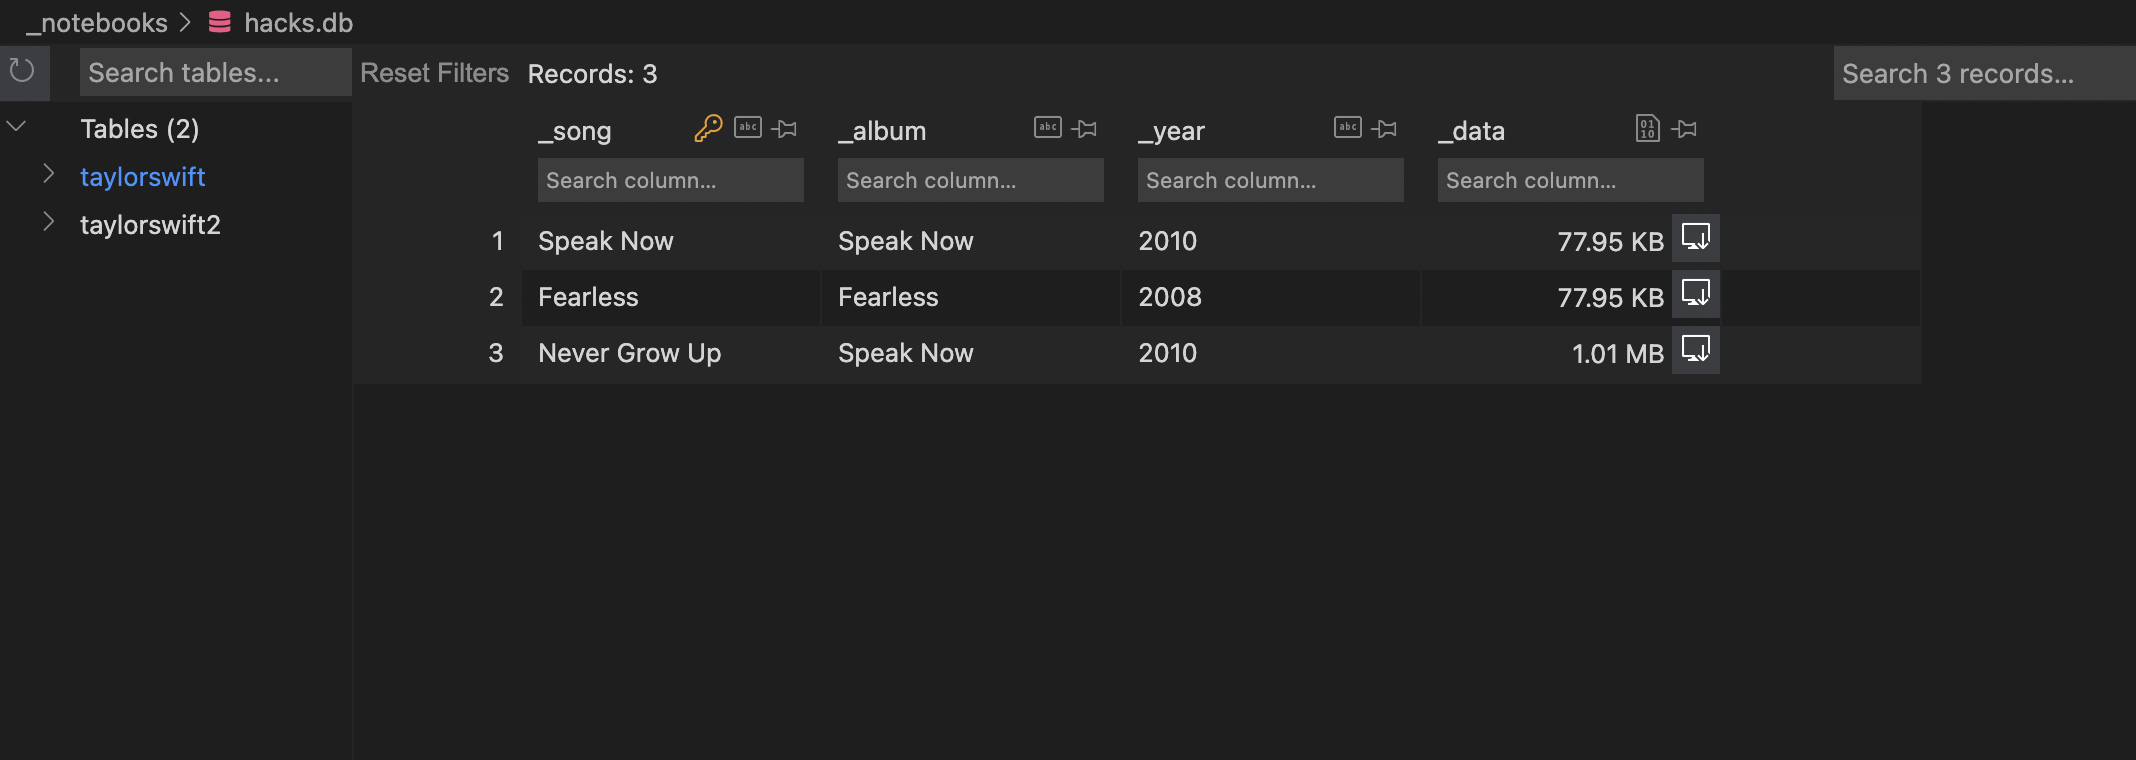 _notebooks > hacks.db
Search tables... Reset Filters Records: 3 Search 3 records...
Tables (2)
taylorswift
taylorswift2
_song abc _album abc _year abc _data 01 10
Search column... Search column... Search column... Search column...
1 Speak Now Speak Now 2010 77.95 KB
2 Fearless Fearless 2008 77.95 KB
3 Never Grow Up Speak Now 2010 1.01 MB